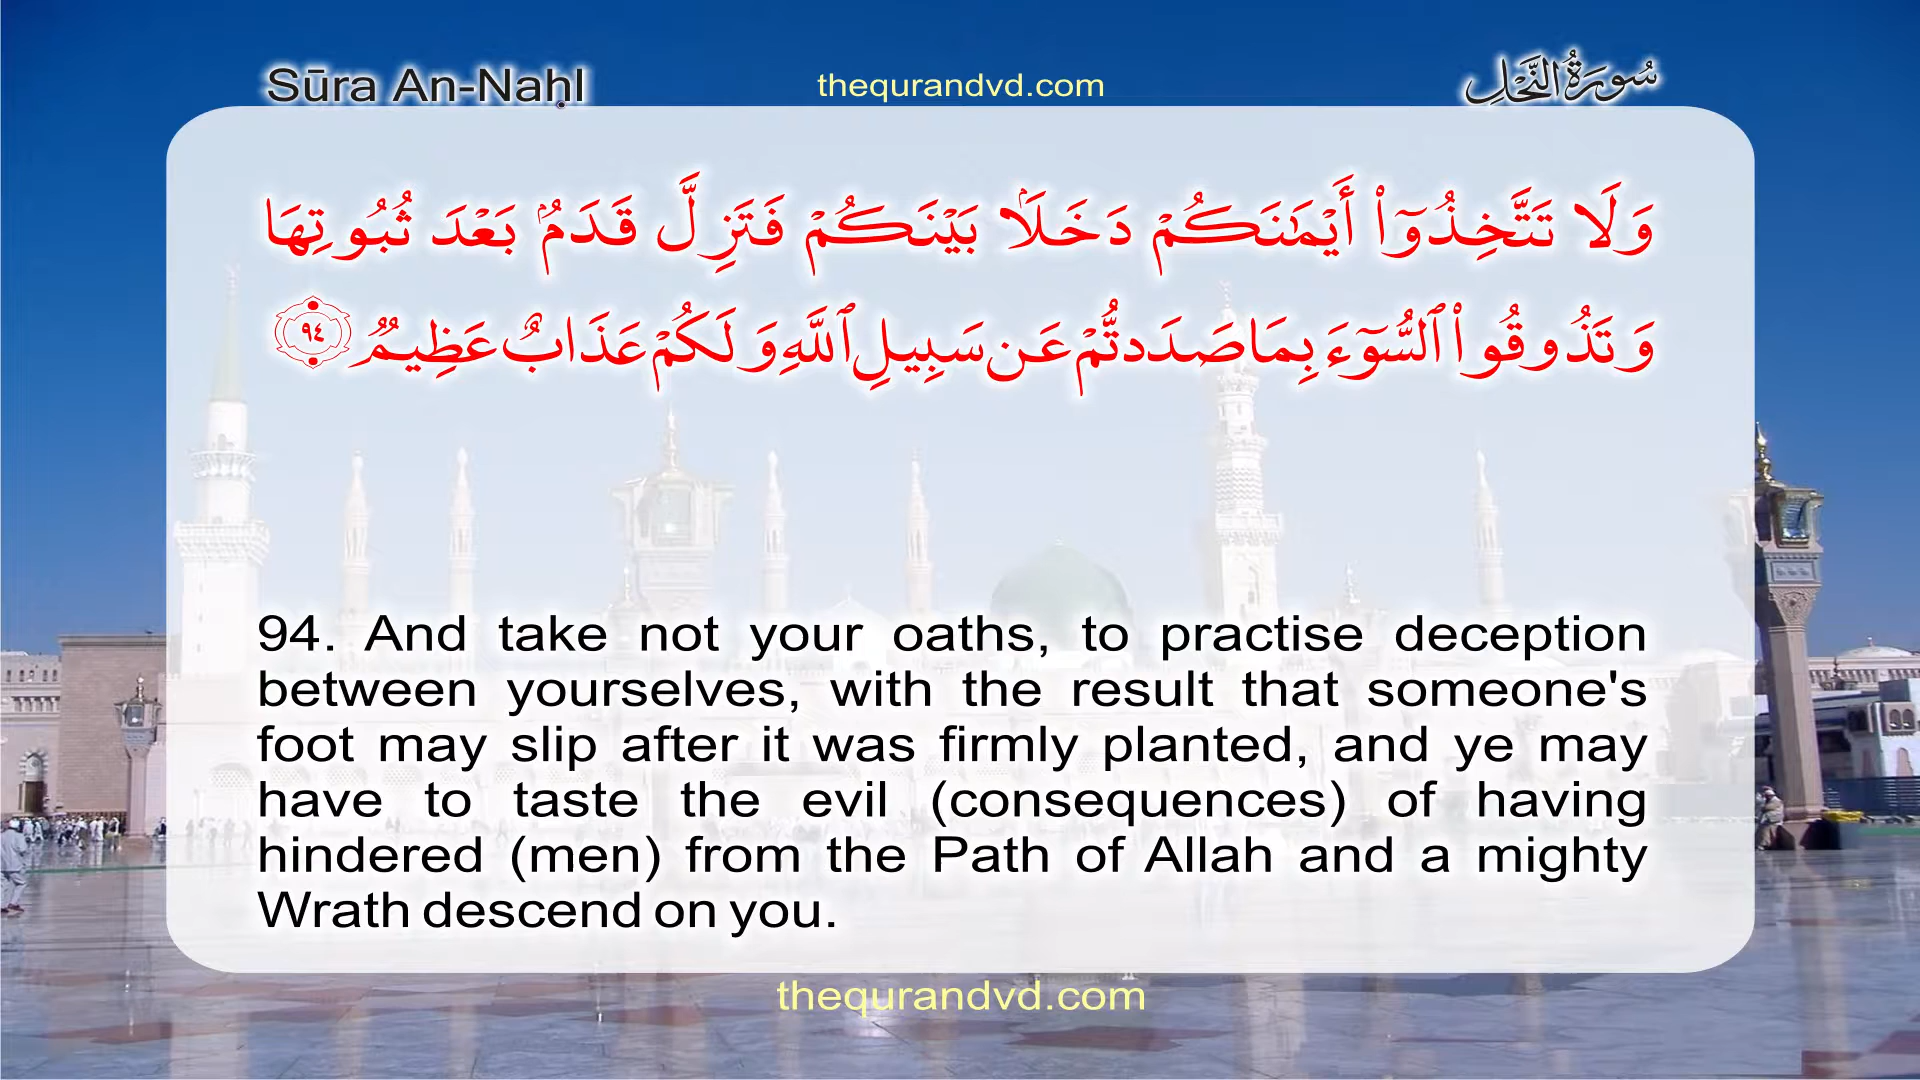 Sūra An-Naḥl
thequrandvd.com
سُورَةُ النَّحْلِ
وَلَا تَتَّخِذُوٓا۟ أَيْمَـٰنَكُمْ دَخَلًۢا بَيْنَكُمْ فَتَزِلَّ قَدَمٌۢ بَعْدَ ثُبُوتِهَا
وَتَذُوقُوا۟ ٱلسُّوٓءَ بِمَا صَدَدتُّمْ عَن سَبِيلِ ٱللَّهِ وَلَكُمْ عَذَابٌ عَظِيمٌ ٩٤
94. And take not your oaths, to practise deception
between yourselves, with the result that someone's
foot may slip after it was firmly planted, and ye may
have to taste the evil (consequences) of having
hindered (men) from the Path of Allah and a mighty
Wrath descend on you.
thequrandvd.com